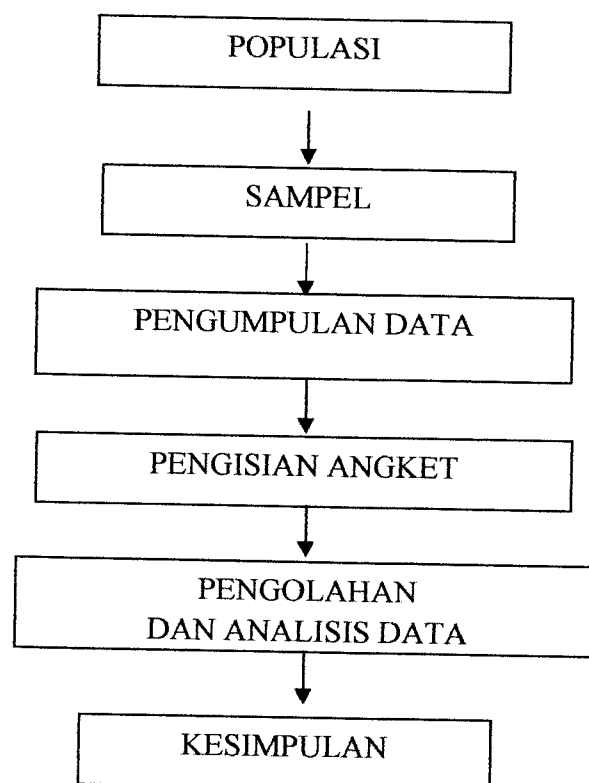 POPULASI
SAMPEL
PENGUMPULAN DATA
PENGISIAN ANGKET
PENGOLAHAN
DAN ANALISIS DATA
KESIMPULAN